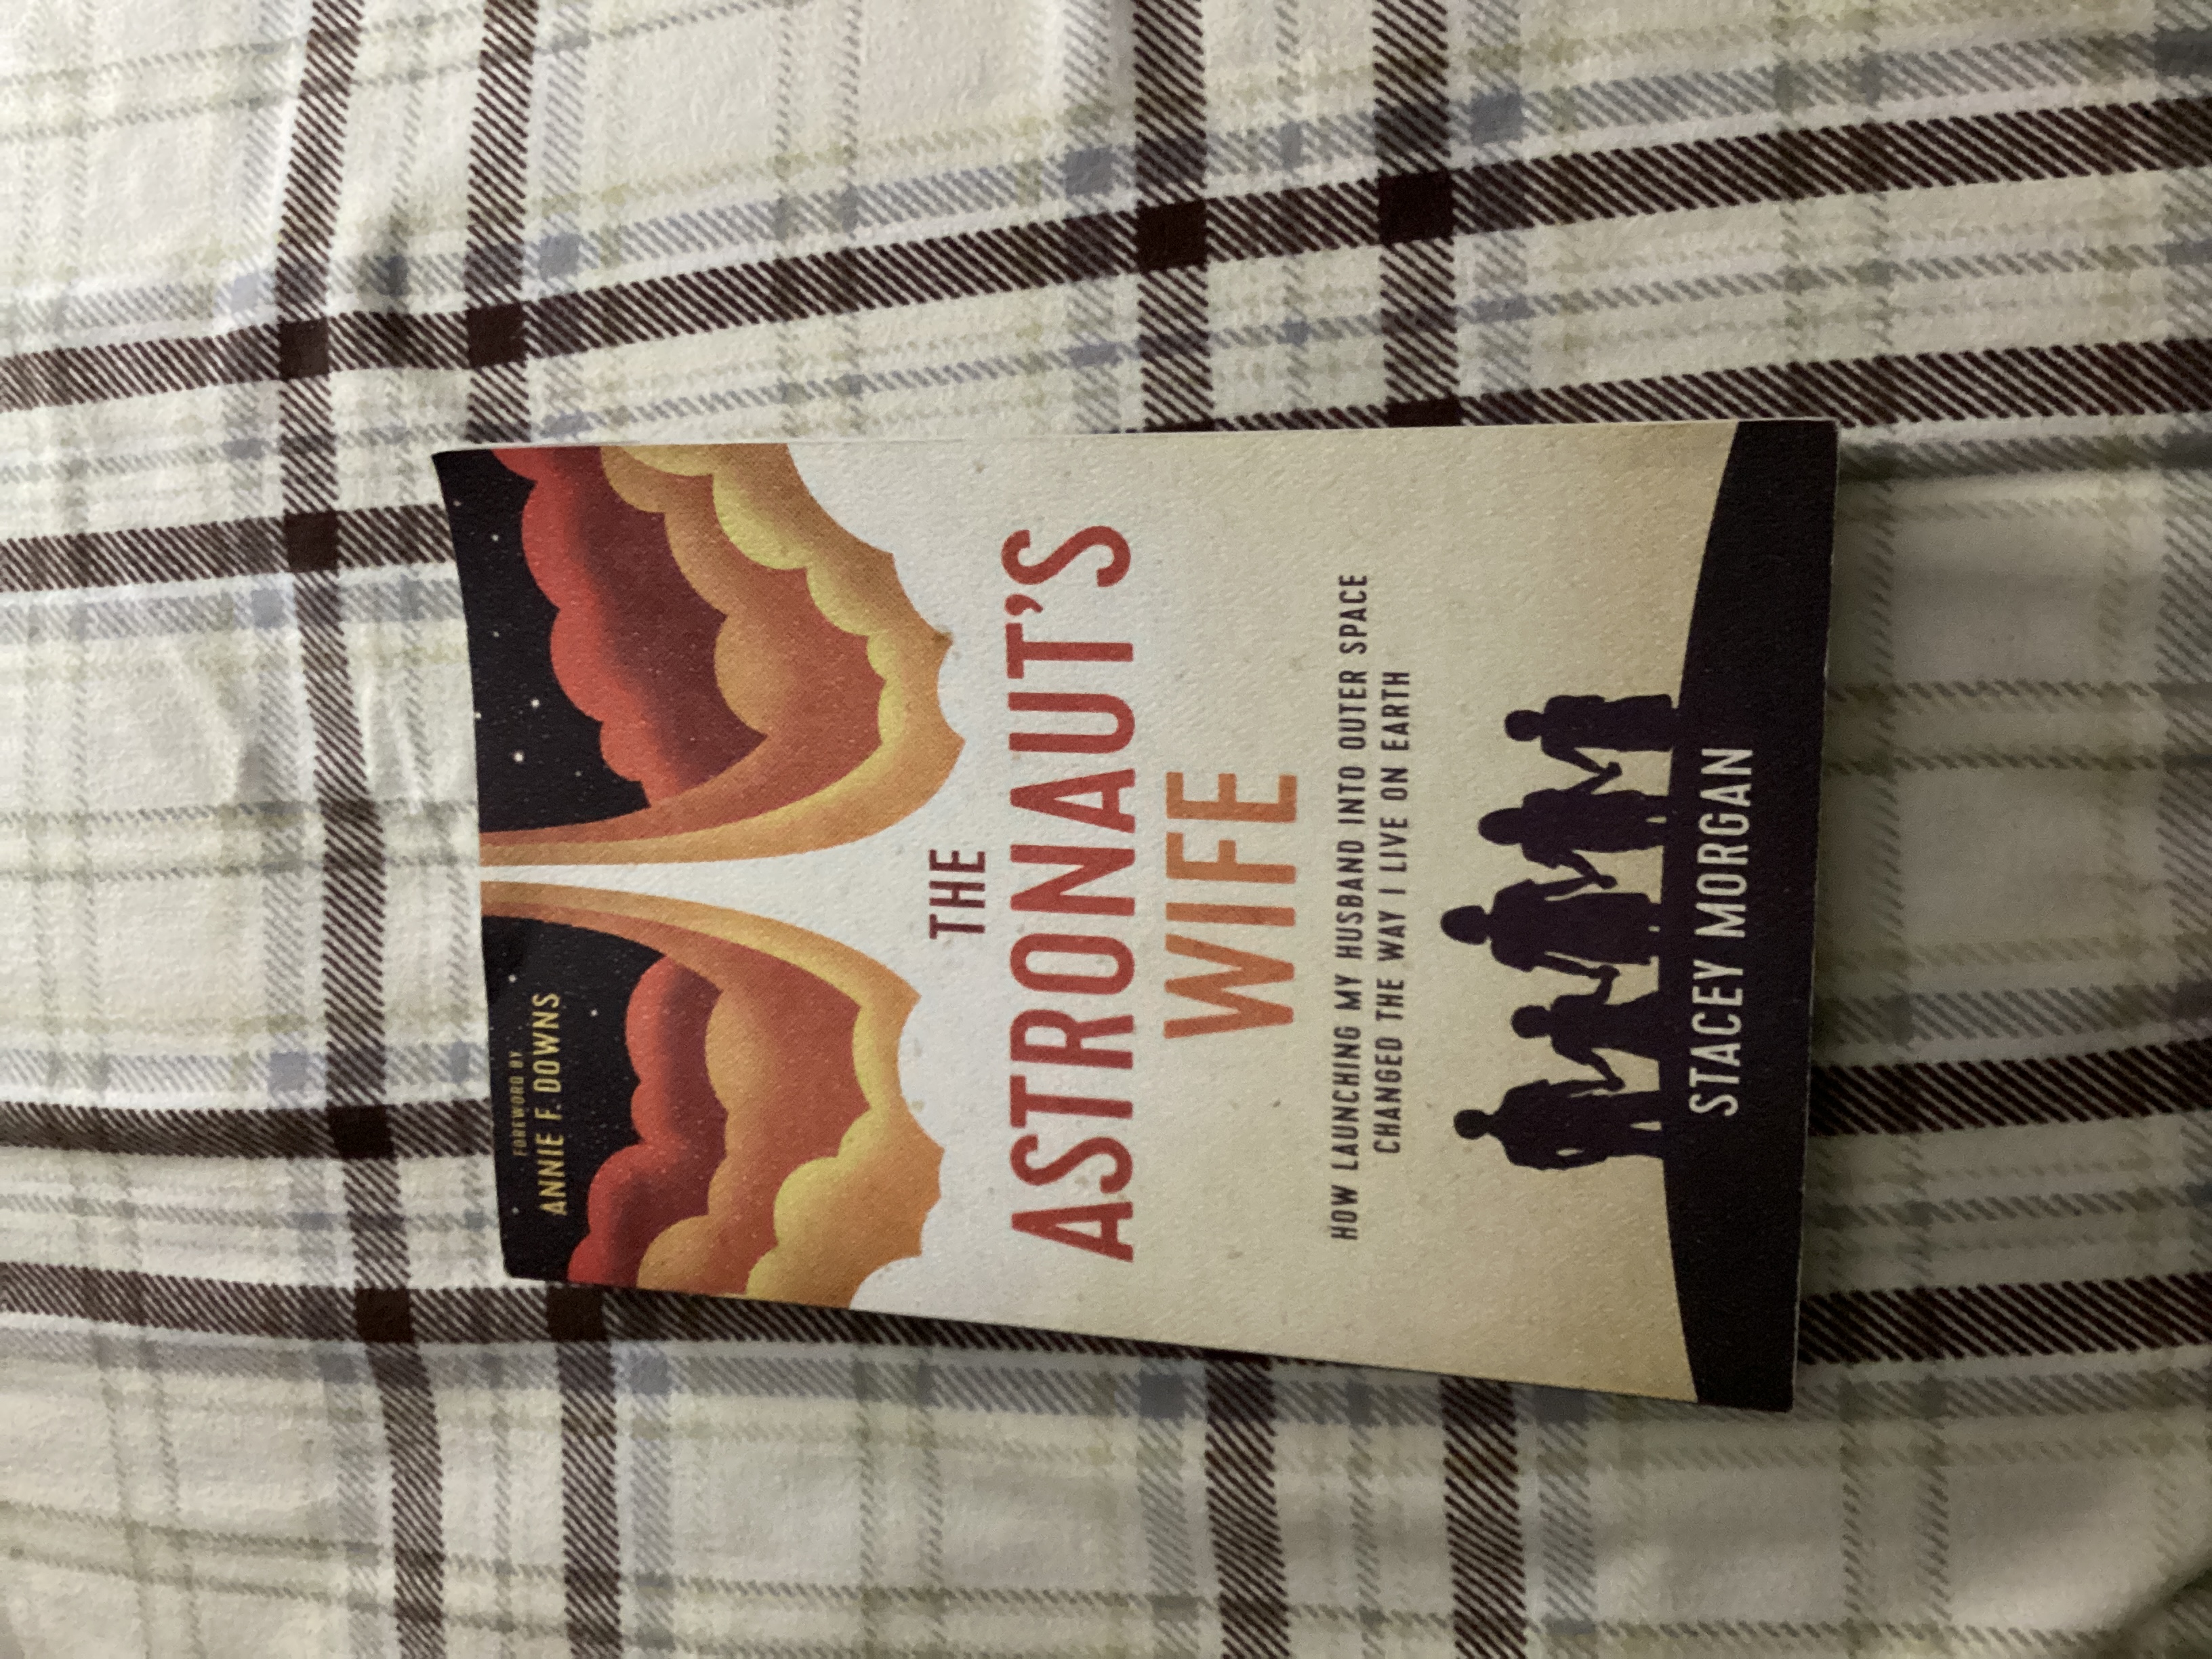 FOREWORD BY
ANNIE F. DOWNS
THE
ASTRONAUT'S
WIFE
HOW LAUNCHING MY HUSBAND INTO OUTER SPACE
CHANGED THE WAY I LIVE ON EARTH
STACEY MORGAN